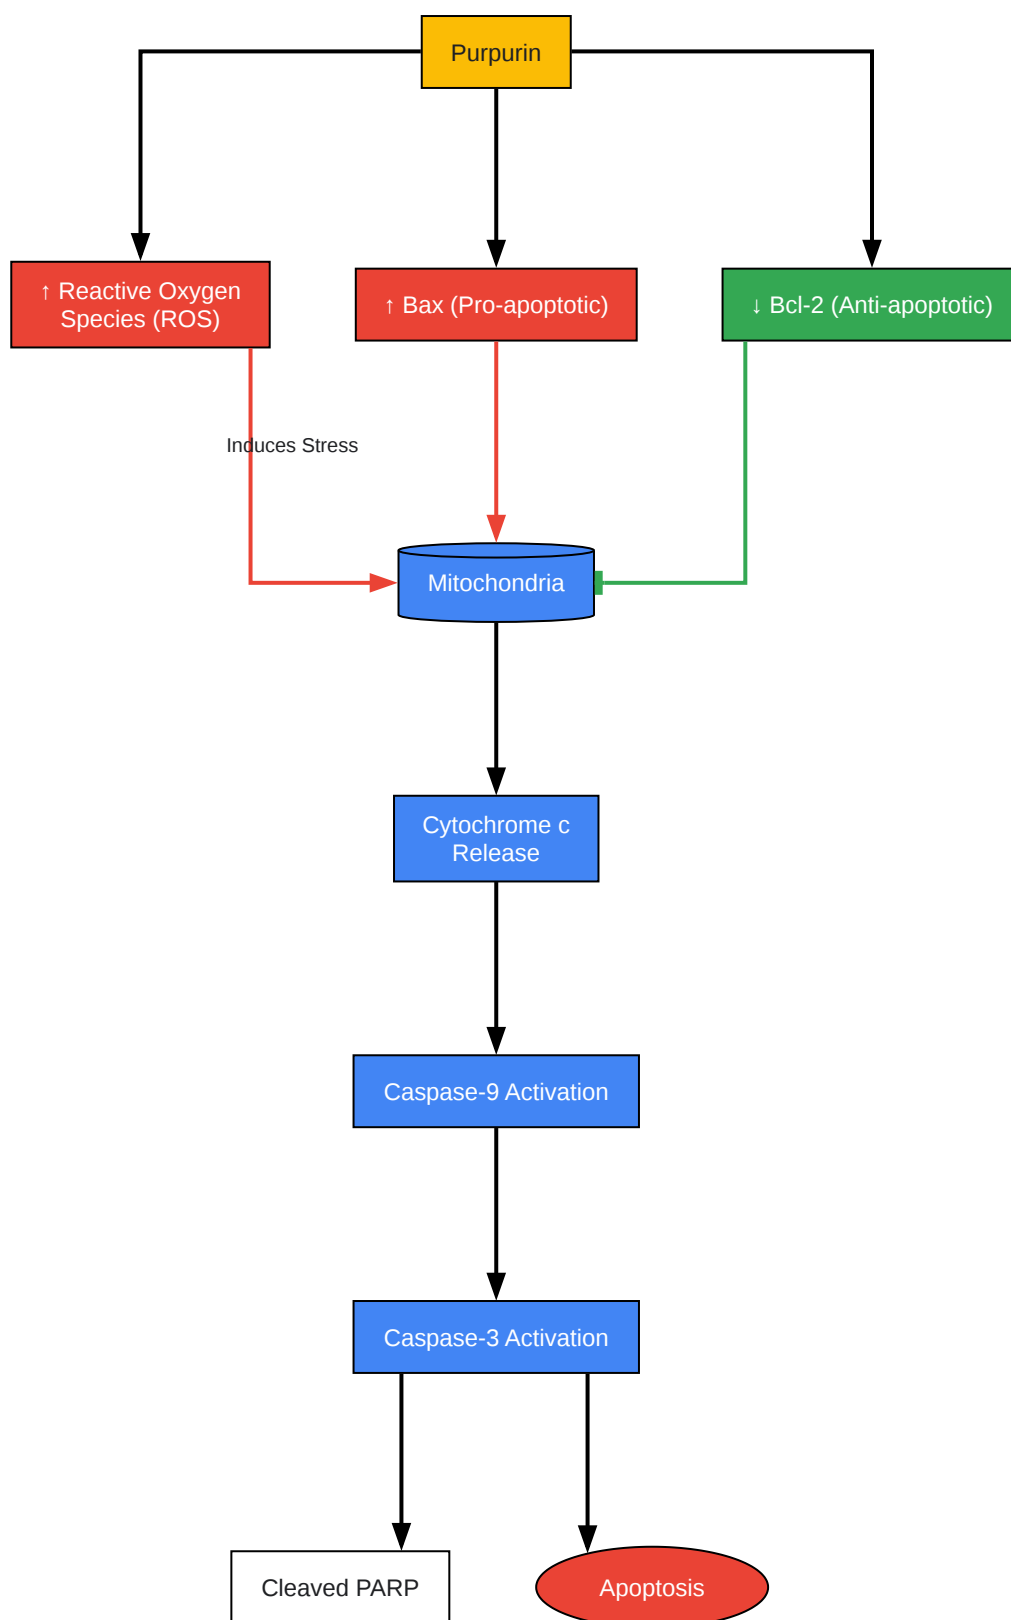 Purpurin
↑ Reactive Oxygen
Species (ROS)
↑ Bax (Pro-apoptotic)
↓ Bcl-2 (Anti-apoptotic)
Induces Stress
Mitochondria
Cytochrome c
Release
Caspase-9 Activation
Caspase-3 Activation
Cleaved PARP
Apoptosis